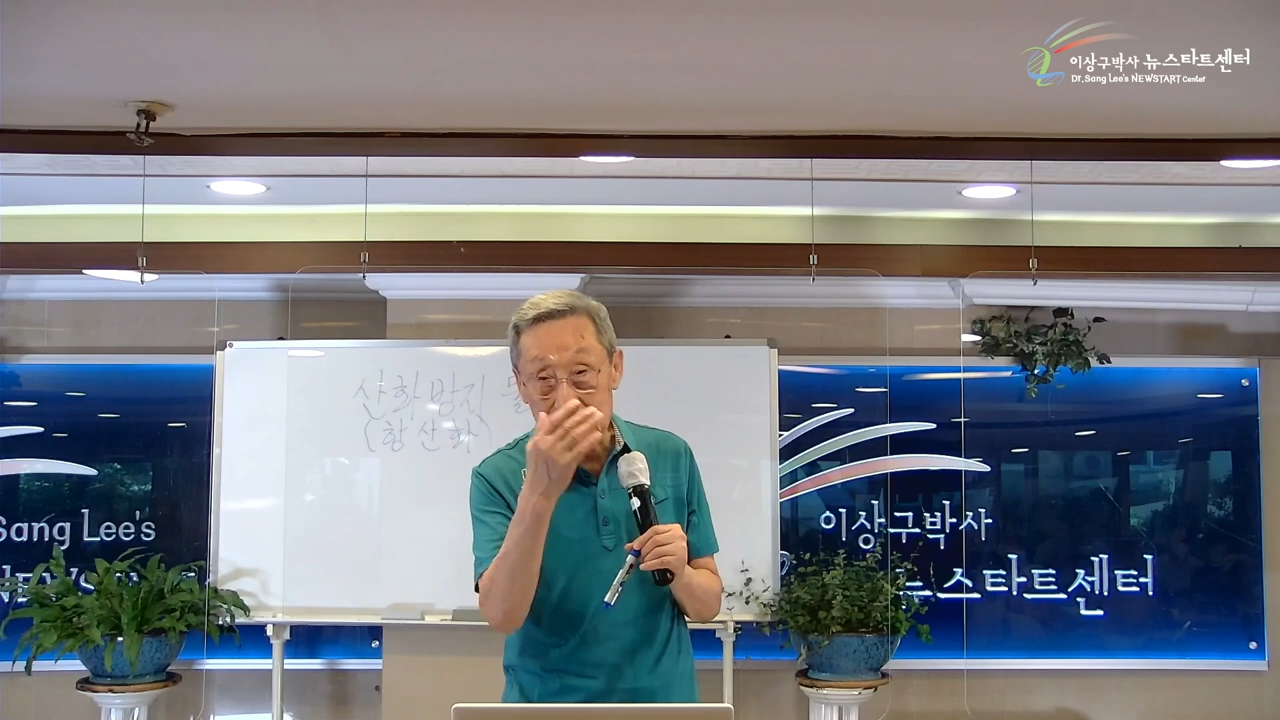 이상구박사 뉴스타트센터
Dr. Sang Lee's NEWSTART Center
산화방지
(항산화)
Sang Lee's
NEWSTART
이상구박사
뉴스타트센터